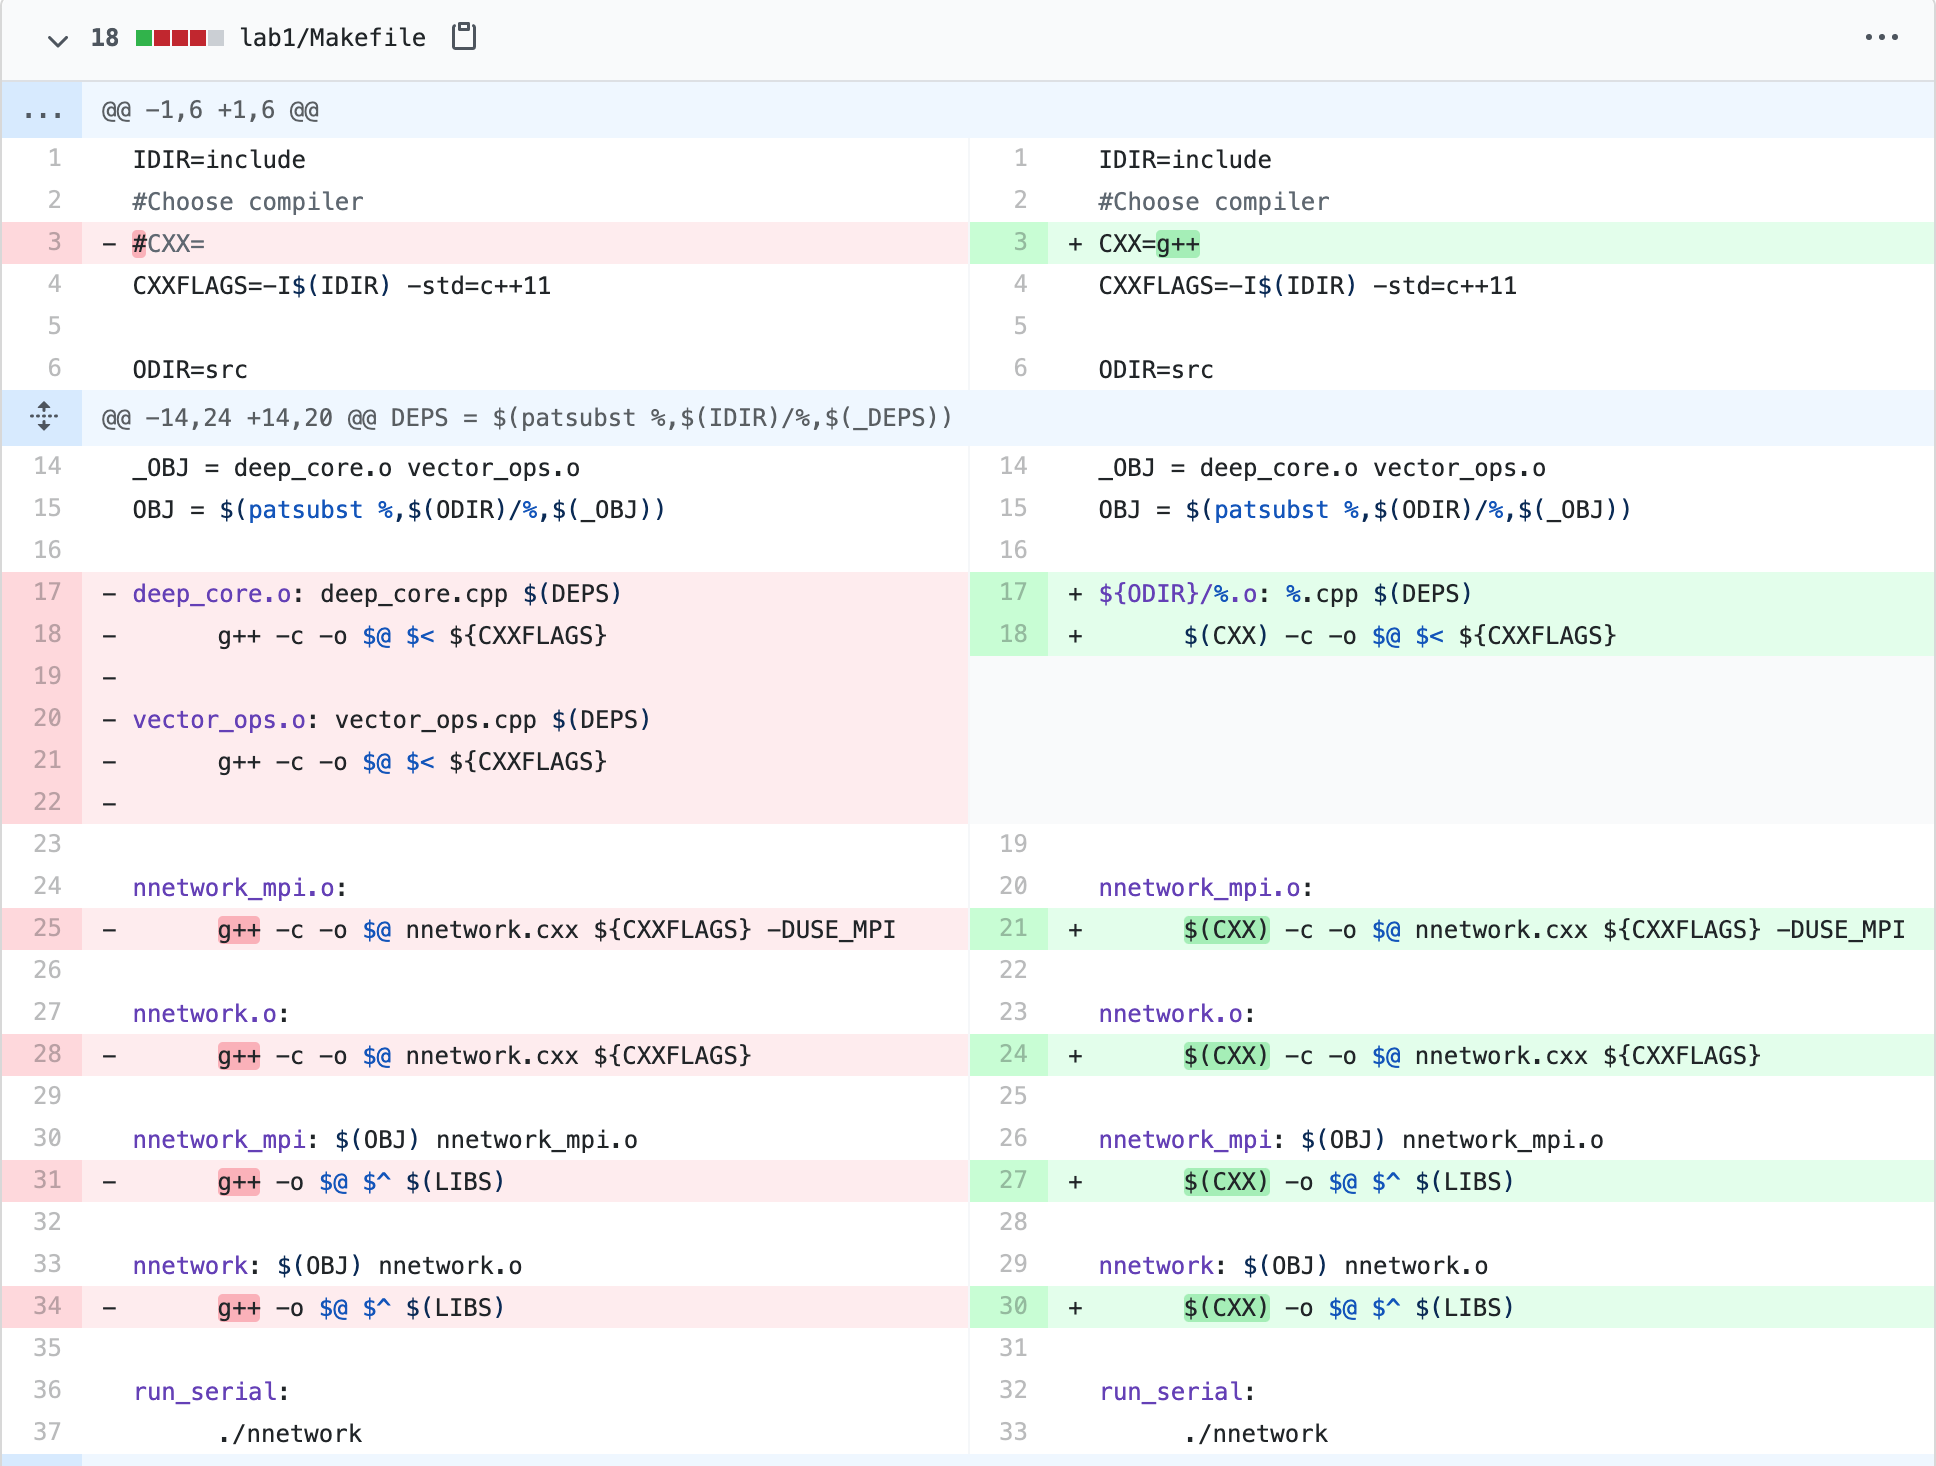 18 lab1/Makefile
... @@ -1,6 +1,6 @@
1 IDIR=include
2 #Choose compiler
3 - #CXX=
4 CXXFLAGS=-I$(IDIR) -std=c++11
5
6 ODIR=src
1 IDIR=include
2 #Choose compiler
3 + CXX=g++
4 CXXFLAGS=-I$(IDIR) -std=c++11
5
6 ODIR=src
@@ -14,24 +14,20 @@ DEPS = $(patsubst %,$(IDIR)/%,$(_DEPS))
14 _OBJ = deep_core.o vector_ops.o
15 OBJ = $(patsubst %,$(ODIR)/%,$(_OBJ))
16
17 - deep_core.o: deep_core.cpp $(DEPS)
18 - g++ -c -o $@ $< ${CXXFLAGS}
19 -
20 - vector_ops.o: vector_ops.cpp $(DEPS)
21 - g++ -c -o $@ $< ${CXXFLAGS}
22 -
23
24 nnetwork_mpi.o:
25 - g++ -c -o $@ nnetwork.cxx ${CXXFLAGS} -DUSE_MPI
26
27 nnetwork.o:
28 - g++ -c -o $@ nnetwork.cxx ${CXXFLAGS}
29
30 nnetwork_mpi: $(OBJ) nnetwork_mpi.o
31 - g++ -o $@ $^ $(LIBS)
32
33 nnetwork: $(OBJ) nnetwork.o
34 - g++ -o $@ $^ $(LIBS)
35
36 run_serial:
37 ./nnetwork
14 _OBJ = deep_core.o vector_ops.o
15 OBJ = $(patsubst %,$(ODIR)/%,$(_OBJ))
16
17 + ${ODIR}/%.o: %.cpp $(DEPS)
18 + $(CXX) -c -o $@ $< ${CXXFLAGS}
19
20 nnetwork_mpi.o:
21 + $(CXX) -c -o $@ nnetwork.cxx ${CXXFLAGS} -DUSE_MPI
22
23 nnetwork.o:
24 + $(CXX) -c -o $@ nnetwork.cxx ${CXXFLAGS}
25
26 nnetwork_mpi: $(OBJ) nnetwork_mpi.o
27 + $(CXX) -o $@ $^ $(LIBS)
28
29 nnetwork: $(OBJ) nnetwork.o
30 + $(CXX) -o $@ $^ $(LIBS)
31
32 run_serial:
33 ./nnetwork